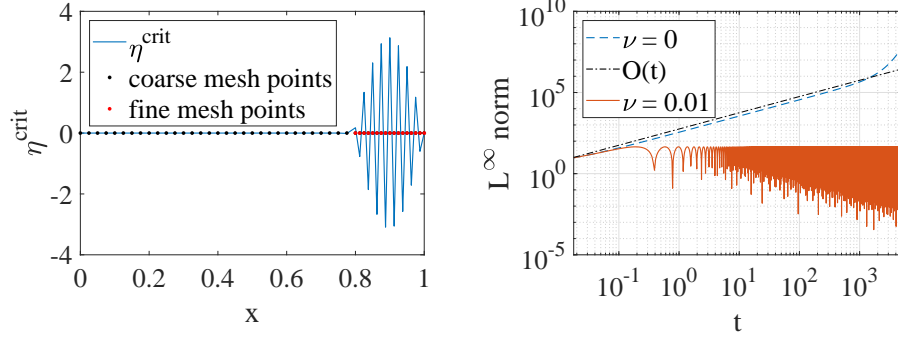 4
2
0
-2
-4
η^crit
η^crit
coarse mesh points
fine mesh points
0 0.2 0.4 0.6 0.8 1
x
10^10
10^5
10^0
10^-5
L^∞ norm
ν = 0
O(t)
ν = 0.01
10^-1 10^0 10^1 10^2 10^3
t